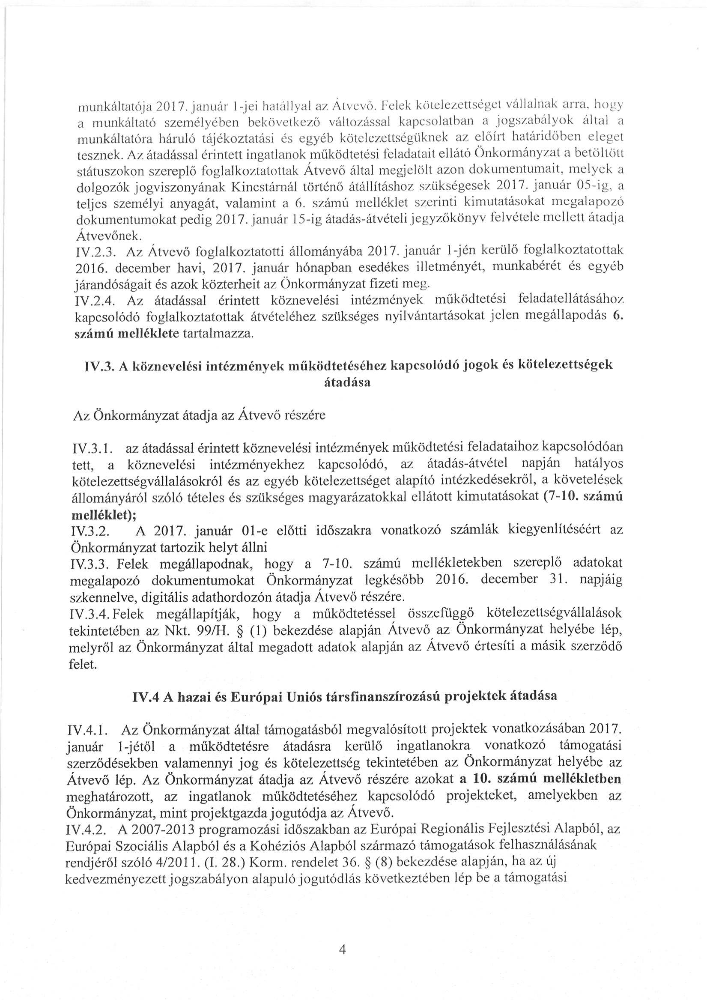 munkáltatója 2017. január 1-jei hatállyal az Átvevő. Felek kötelezettséget vállalnak arra, hogy
a munkáltató személyében bekövetkező változással kapcsolatban a jogszabályok által a
munkáltatóra háruló tájékoztatási és egyéb kötelezettségüknek az előírt határidőben eleget
tesznek. Az átadással érintett ingatlanok működtetési feladatait ellátó Önkormányzat a betöltött
státuszokon szereplő foglalkoztatottak Átvevő által megjelölt azon dokumentumait, melyek a
dolgozók jogviszonyának Kincstárnál történő átállításhoz szükségesek 2017. január 05-ig, a
teljes személyi anyagát, valamint a 6. számú melléklet szerinti kimutatásokat megalapozó
dokumentumokat pedig 2017. január 15-ig átadás-átvételi jegyzőkönyv felvétele mellett átadja
Átvevőnek.
IV.2.3. Az Átvevő foglalkoztatotti állományába 2017. január 1-jén kerülő foglalkoztatottak
2016. december havi, 2017. január hónapban esedékes illetményét, munkabérét és egyéb
járandóságait és azok közterheit az Önkormányzat fizeti meg.
IV.2.4. Az átadással érintett köznevelési intézmények működtetési feladatellátásához
kapcsolódó foglalkoztatottak átvételéhez szükséges nyilvántartásokat jelen megállapodás 6.
számú melléklete tartalmazza.
IV.3. A köznevelési intézmények működtetéséhez kapcsolódó jogok és kötelezettségek
átadása
Az Önkormányzat átadja az Átvevő részére
IV.3.1. az átadással érintett köznevelési intézmények működtetési feladataihoz kapcsolódóan
tett, a köznevelési intézményekhez kapcsolódó, az átadás-átvétel napján hatályos
kötelezettségvállalásokról és az egyéb kötelezettséget alapító intézkedésekről, a követelések
állományáról szóló tételes és szükséges magyarázatokkal ellátott kimutatásokat (7-10. számú
melléklet);
IV.3.2. A 2017. január 01-e előtti időszakra vonatkozó számlák kiegyenlítéséért az
Önkormányzat tartozik helyt állni
IV.3.3. Felek megállapodnak, hogy a 7-10. számú mellékletekben szereplő adatokat
megalapozó dokumentumokat Önkormányzat legkésőbb 2016. december 31. napjáig
szkennelve, digitális adathordozón átadja Átvevő részére.
IV.3.4. Felek megállapítják, hogy a működtetéssel összefüggő kötelezettségvállalások
tekintetében az Nkt. 99/H. § (1) bekezdése alapján Átvevő az Önkormányzat helyébe lép,
melyről az Önkormányzat által megadott adatok alapján az Átvevő értesíti a másik szerződő
felet.
IV.4 A hazai és Európai Uniós társfinanszírozású projektek átadása
IV.4.1. Az Önkormányzat által támogatásból megvalósított projektek vonatkozásában 2017.
január 1-jétől a működtetésre átadásra kerülő ingatlanokra vonatkozó támogatási
szerződésekben valamennyi jog és kötelezettség tekintetében az Önkormányzat helyébe az
Átvevő lép. Az Önkormányzat átadja az Átvevő részére azokat a 10. számú mellékletben
meghatározott, az ingatlanok működtetéséhez kapcsolódó projekteket, amelyekben az
Önkormányzat, mint projektgazda jogutódja az Átvevő.
IV.4.2. A 2007-2013 programozási időszakban az Európai Regionális Fejlesztési Alapból, az
Európai Szociális Alapból és a Kohéziós Alapból származó támogatások felhasználásának
rendjéről szóló 4/2011. (I. 28.) Korm. rendelet 36. § (8) bekezdése alapján, ha az új
kedvezményezett jogszabályon alapuló jogutódlás következtében lép be a támogatási
4